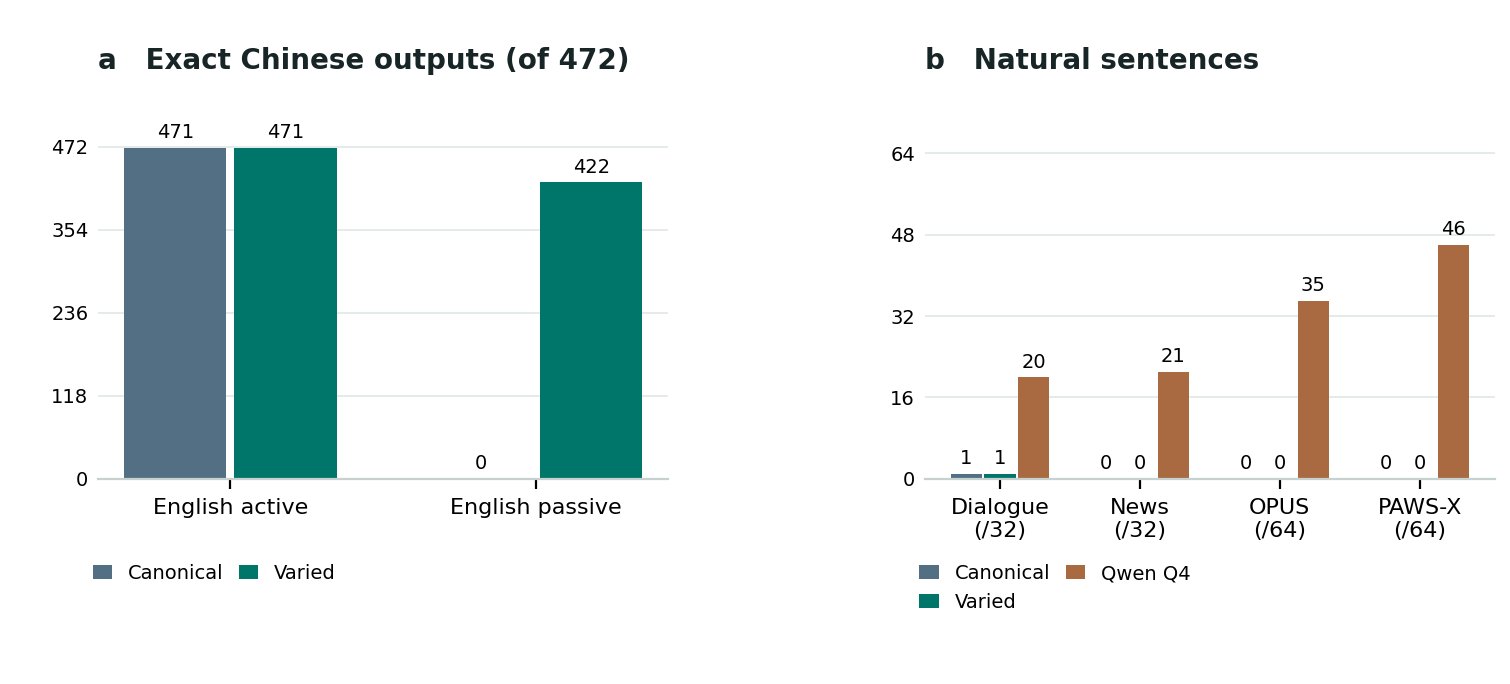 a Exact Chinese outputs (of 472)
471 471
472
422
354
236
118
0
0
English active English passive
Canonical Varied
b Natural sentences
64
48
46
35
32
20 21
16
1 1 0 0 0 0 0 0
0
Dialogue News OPUS PAWS-X
(/32) (/32) (/64) (/64)
Canonical Qwen Q4
Varied